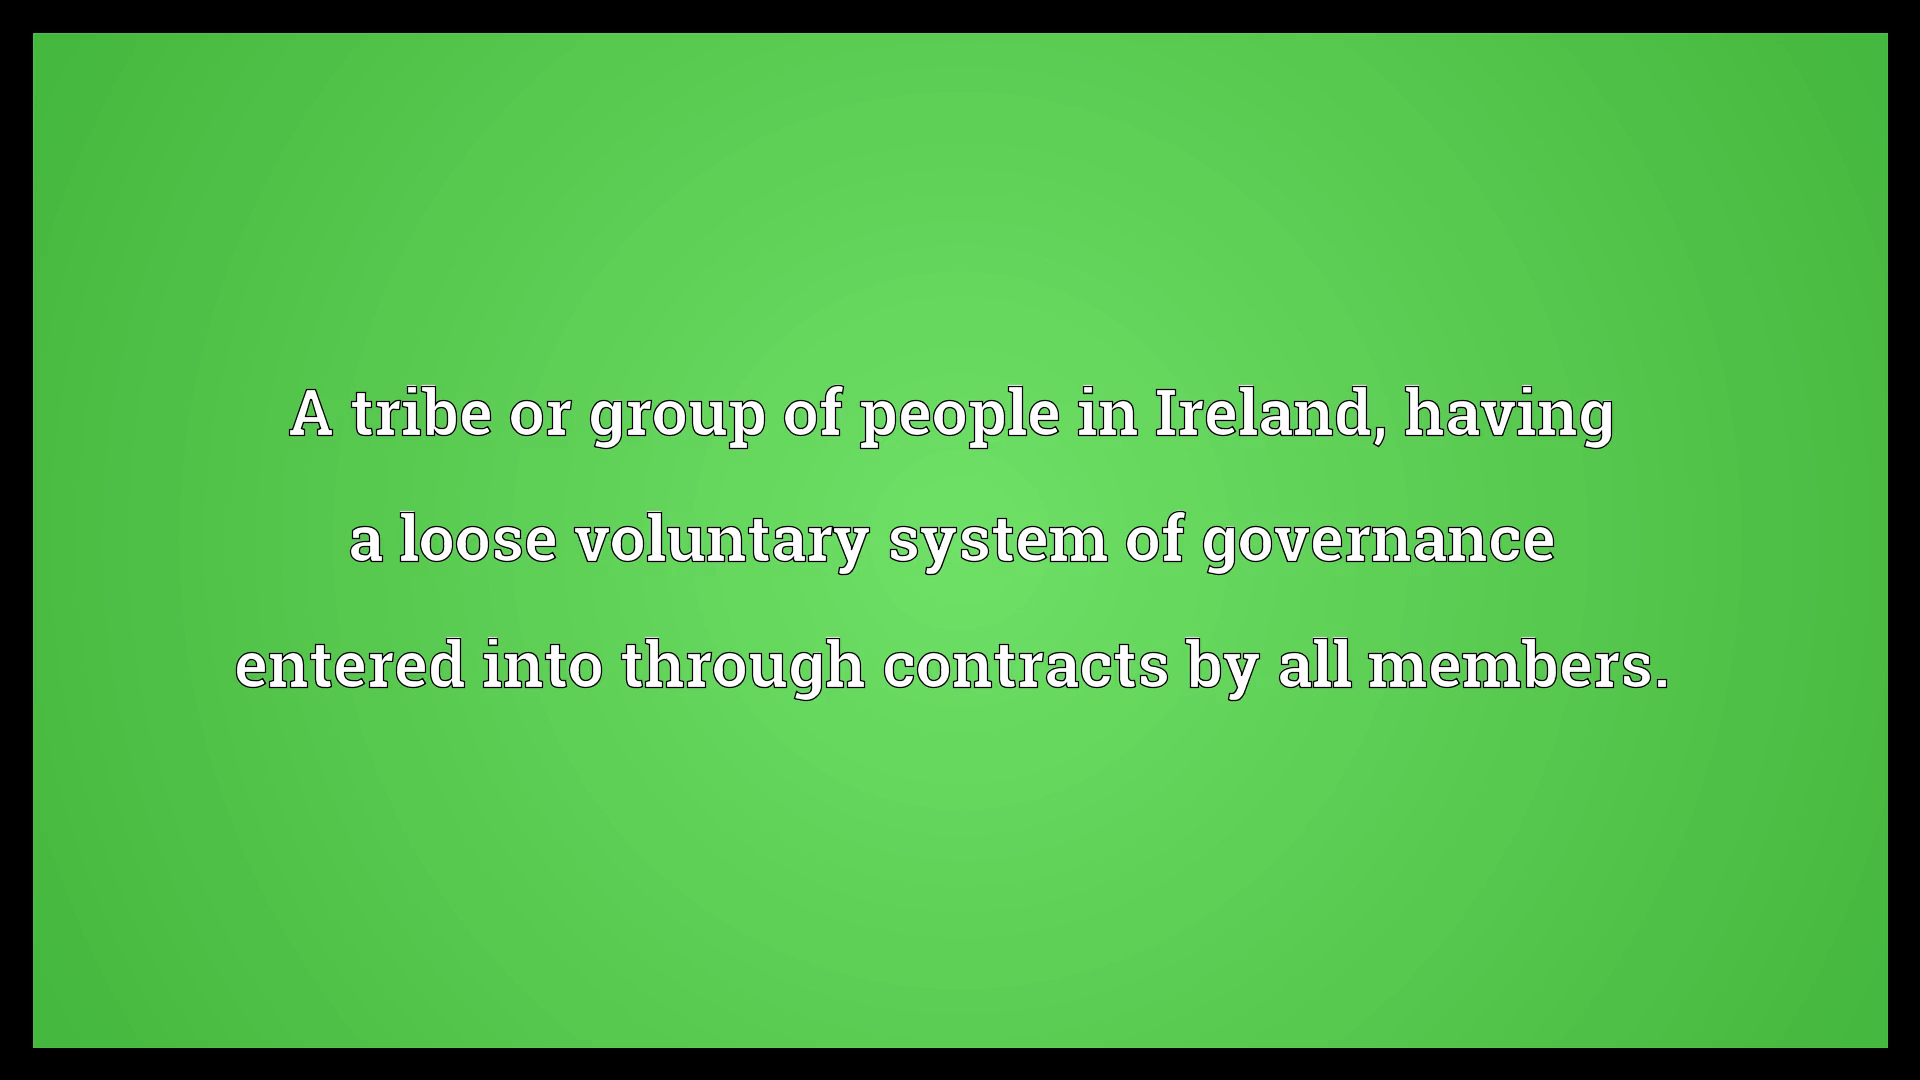 A tribe or group of people in Ireland, having
a loose voluntary system of governance
entered into through contracts by all members.